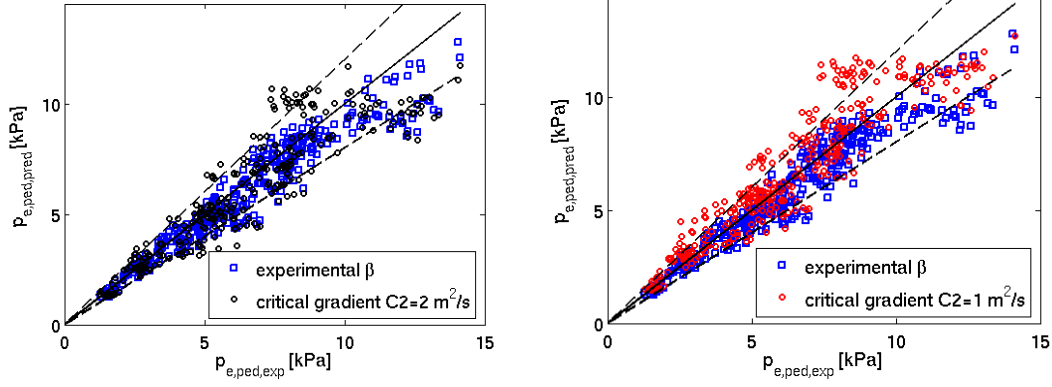 10
5
0
0
5
10
15
p_e,ped,pred [kPa]
p_e,ped,exp [kPa]
experimental β
critical gradient C2=2 m²/s
10
5
0
0
5
10
15
p_e,ped,pred [kPa]
p_e,ped,exp [kPa]
experimental β
critical gradient C2=1 m²/s